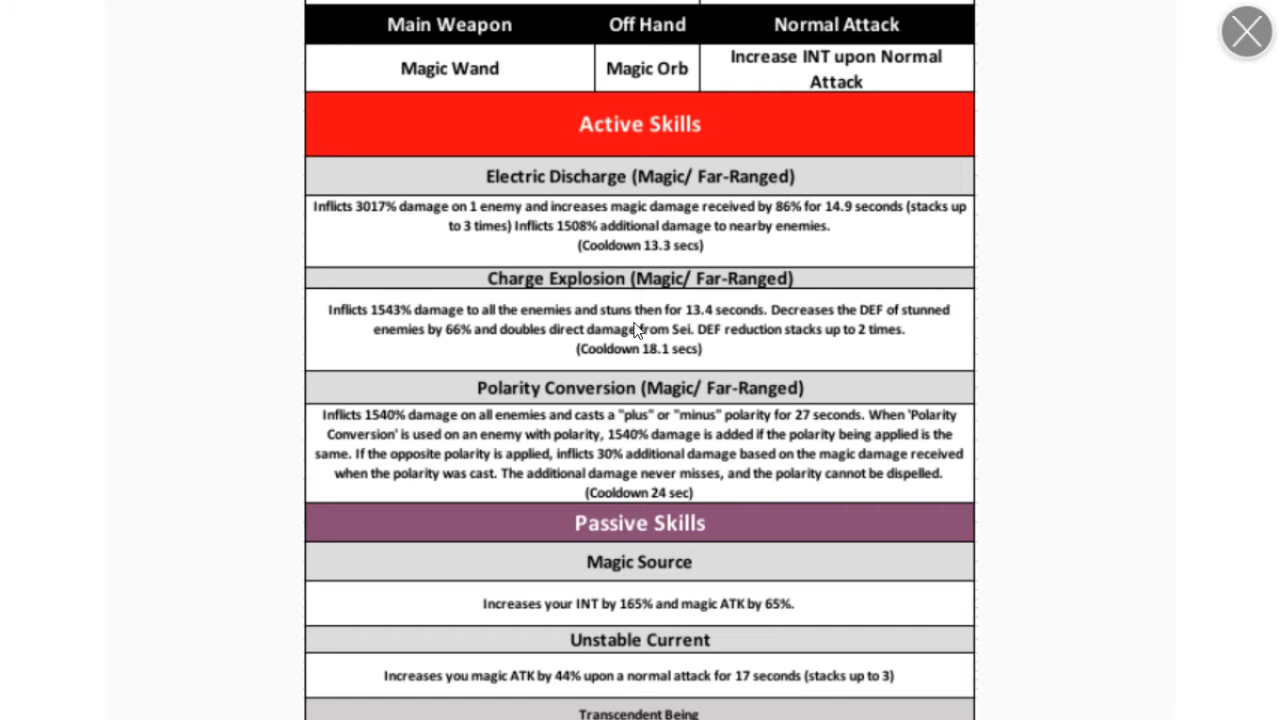 Main Weapon Off Hand Normal Attack
Magic Wand Magic Orb Increase INT upon Normal
Attack
Active Skills
Electric Discharge (Magic/ Far-Ranged)
Inflicts 3017% damage on 1 enemy and increases magic damage received by 86% for 14.9 seconds (stacks up
to 3 times) Inflicts 1508% additional damage to nearby enemies.
(Cooldown 13.3 secs)
Charge Explosion (Magic/ Far-Ranged)
Inflicts 1543% damage to all the enemies and stuns then for 13.4 seconds. Decreases the DEF of stunned
enemies by 66% and doubles direct damage from Sei. DEF reduction stacks up to 2 times.
(Cooldown 18.1 secs)
Polarity Conversion (Magic/ Far-Ranged)
Inflicts 1540% damage on all enemies and casts a "plus" or "minus" polarity for 27 seconds. When 'Polarity
Conversion' is used on an enemy with polarity, 1540% damage is added if the polarity being applied is the
same. If the opposite polarity is applied, inflicts 30% additional damage based on the magic damage received
when the polarity was cast. The additional damage never misses, and the polarity cannot be dispelled.
(Cooldown 24 sec)
Passive Skills
Magic Source
Increases your INT by 165% and magic ATK by 65%.
Unstable Current
Increases you magic ATK by 44% upon a normal attack for 17 seconds (stacks up to 3)
Transcendent Being